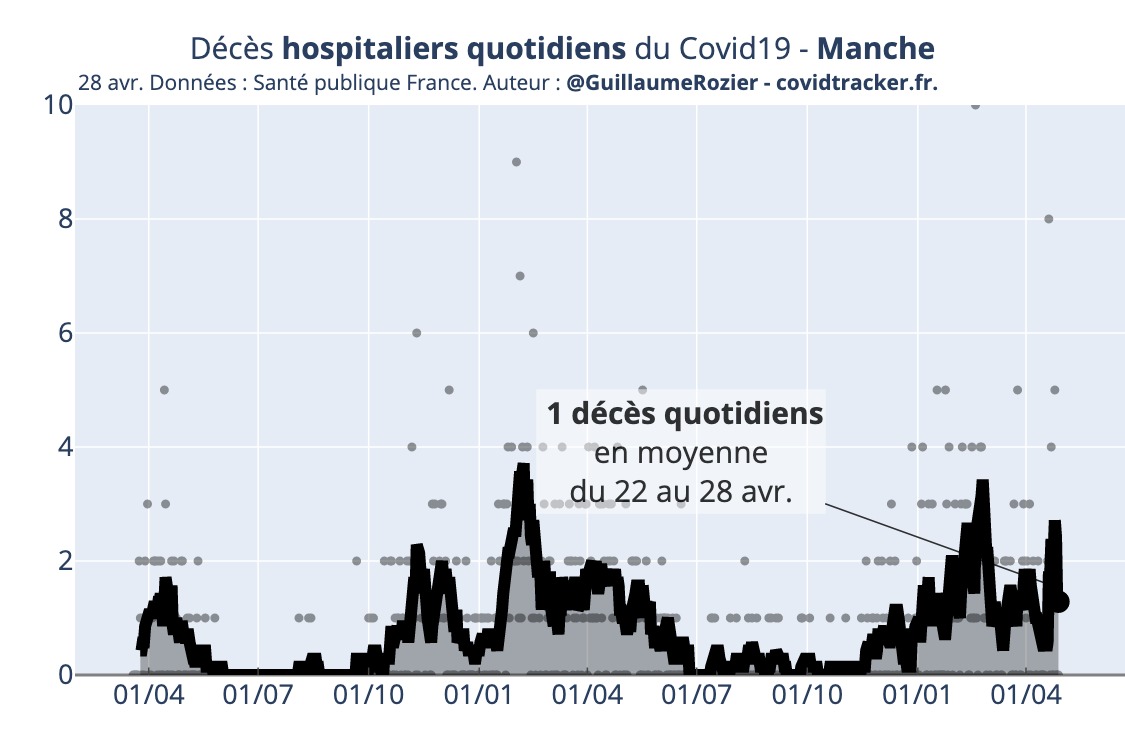 Décès hospitaliers quotidiens du Covid19 - Manche
28 avr. Données : Santé publique France. Auteur : @GuillaumeRozier - covidtracker.fr.
10
8
6
4
2
0
1 décès quotidiens
en moyenne
du 22 au 28 avr.
01/04 01/07 01/10 01/01 01/04 01/07 01/10 01/01 01/04